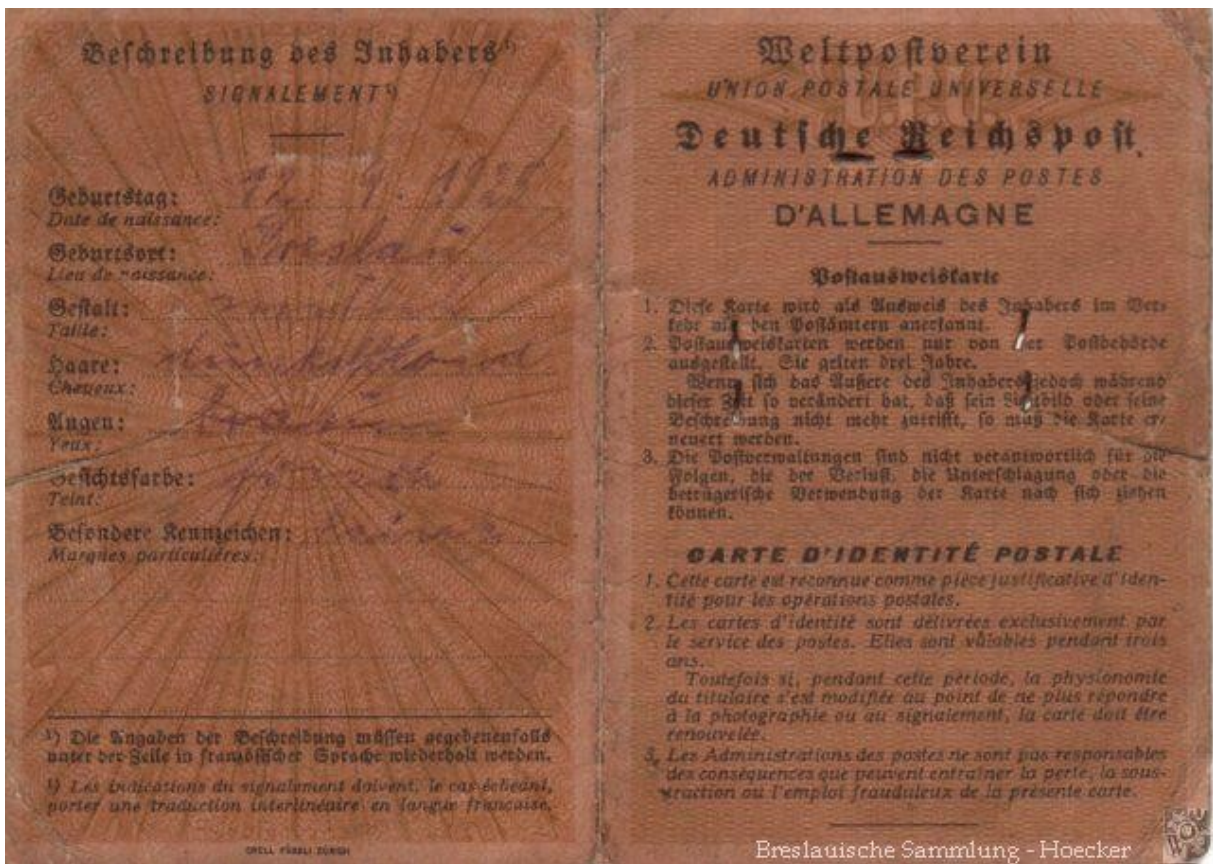 Beschreibung des Inhabers¹)
SIGNALEMENT¹)
Geburtstag: 12. 9. 192
Date de naissance:
Geburtsort: Breslau
Lieu de naissance:
Gestalt:
Taille:
Haare: dunkelblond
Cheveux:
Augen: braun
Yeux:
Gesichtsfarbe:
Teint:
Besondere Kennzeichen: keine
Marques particulières:
¹) Die Angaben der Beschreibung müssen gegebenenfalls
unter der Zeile in französischer Sprache wiederholt werden.
¹) Les indications du signalement doivent, le cas échéant,
porter une traduction interlinéaire en langue française.
ORELL FÜSSLI ZÜRICH
Weltpostverein
UNION POSTALE UNIVERSELLE
U.P.U.
Deutsche Reichspost
ADMINISTRATION DES POSTES
D'ALLEMAGNE
Postausweiskarte
1. Diese Karte wird als Ausweis des Inhabers im Ver-
kehr mit den Postämtern anerkannt.
2. Postausweiskarten werden nur von der Postbehörde
ausgestellt. Sie gelten drei Jahre.
Wenn sich das Äußere des Inhabers jedoch während
dieser Zeit so verändert hat, daß sein Lichtbild oder seine
Beschreibung nicht mehr zutrifft, so muß die Karte er-
neuert werden.
3. Die Postverwaltungen sind nicht verantwortlich für die
Folgen, die der Verlust, die Unterschlagung oder die
betrügerische Verwendung der Karte nach sich ziehen
können.
CARTE D'IDENTITÉ POSTALE
1. Cette carte est reconnue comme pièce justificative d'iden-
tité pour les opérations postales.
2. Les cartes d'identité sont délivrées exclusivement par
le service des postes. Elles sont valables pendant trois
ans.
Toutefois si, pendant cette période, la physionomie
du titulaire s'est modifiée au point de ne plus répondre
à la photographie ou au signalement, la carte doit être
renouvelée.
3. Les Administrations des postes ne sont pas responsables
des conséquences que peuvent entraîner la perte, la sous-
traction ou l'emploi frauduleux de la présente carte.
Breslauische Sammlung - Hoecker